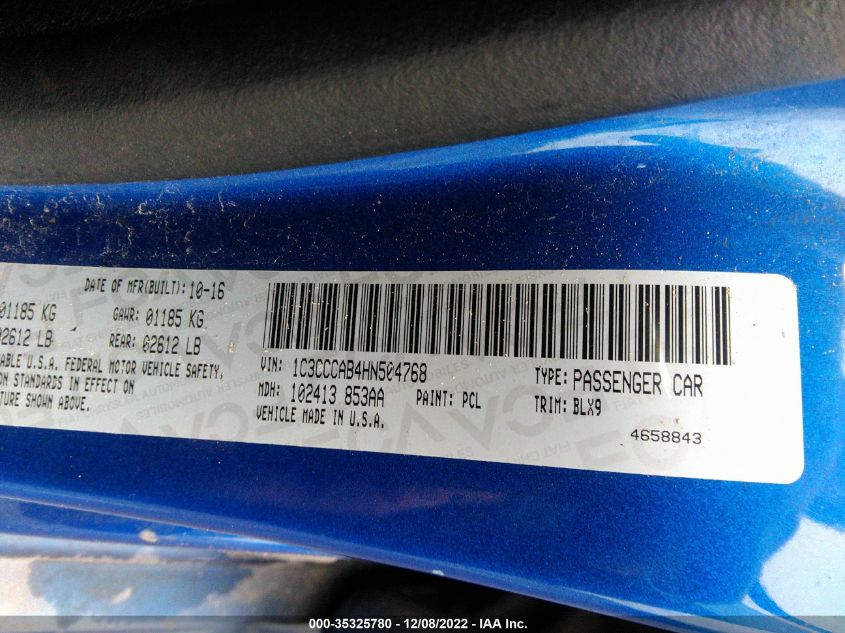 DATE OF MFR(BUILT): 10-16
01185 KG GAWR: 01185 KG
02612 LB REAR: 02612 LB
ABLE U.S.A. FEDERAL MOTOR VEHICLE SAFETY,
ON STANDARDS IN EFFECT ON
TURE SHOWN ABOVE.
VIN: 1C3CCCAB4HN504768 TYPE: PASSENGER CAR
MDH: 102413 853AA PAINT: PCL TRIM: BLX9
VEHICLE MADE IN U.S.A. 4658843
000-35325780 - 12/08/2022 - IAA Inc.